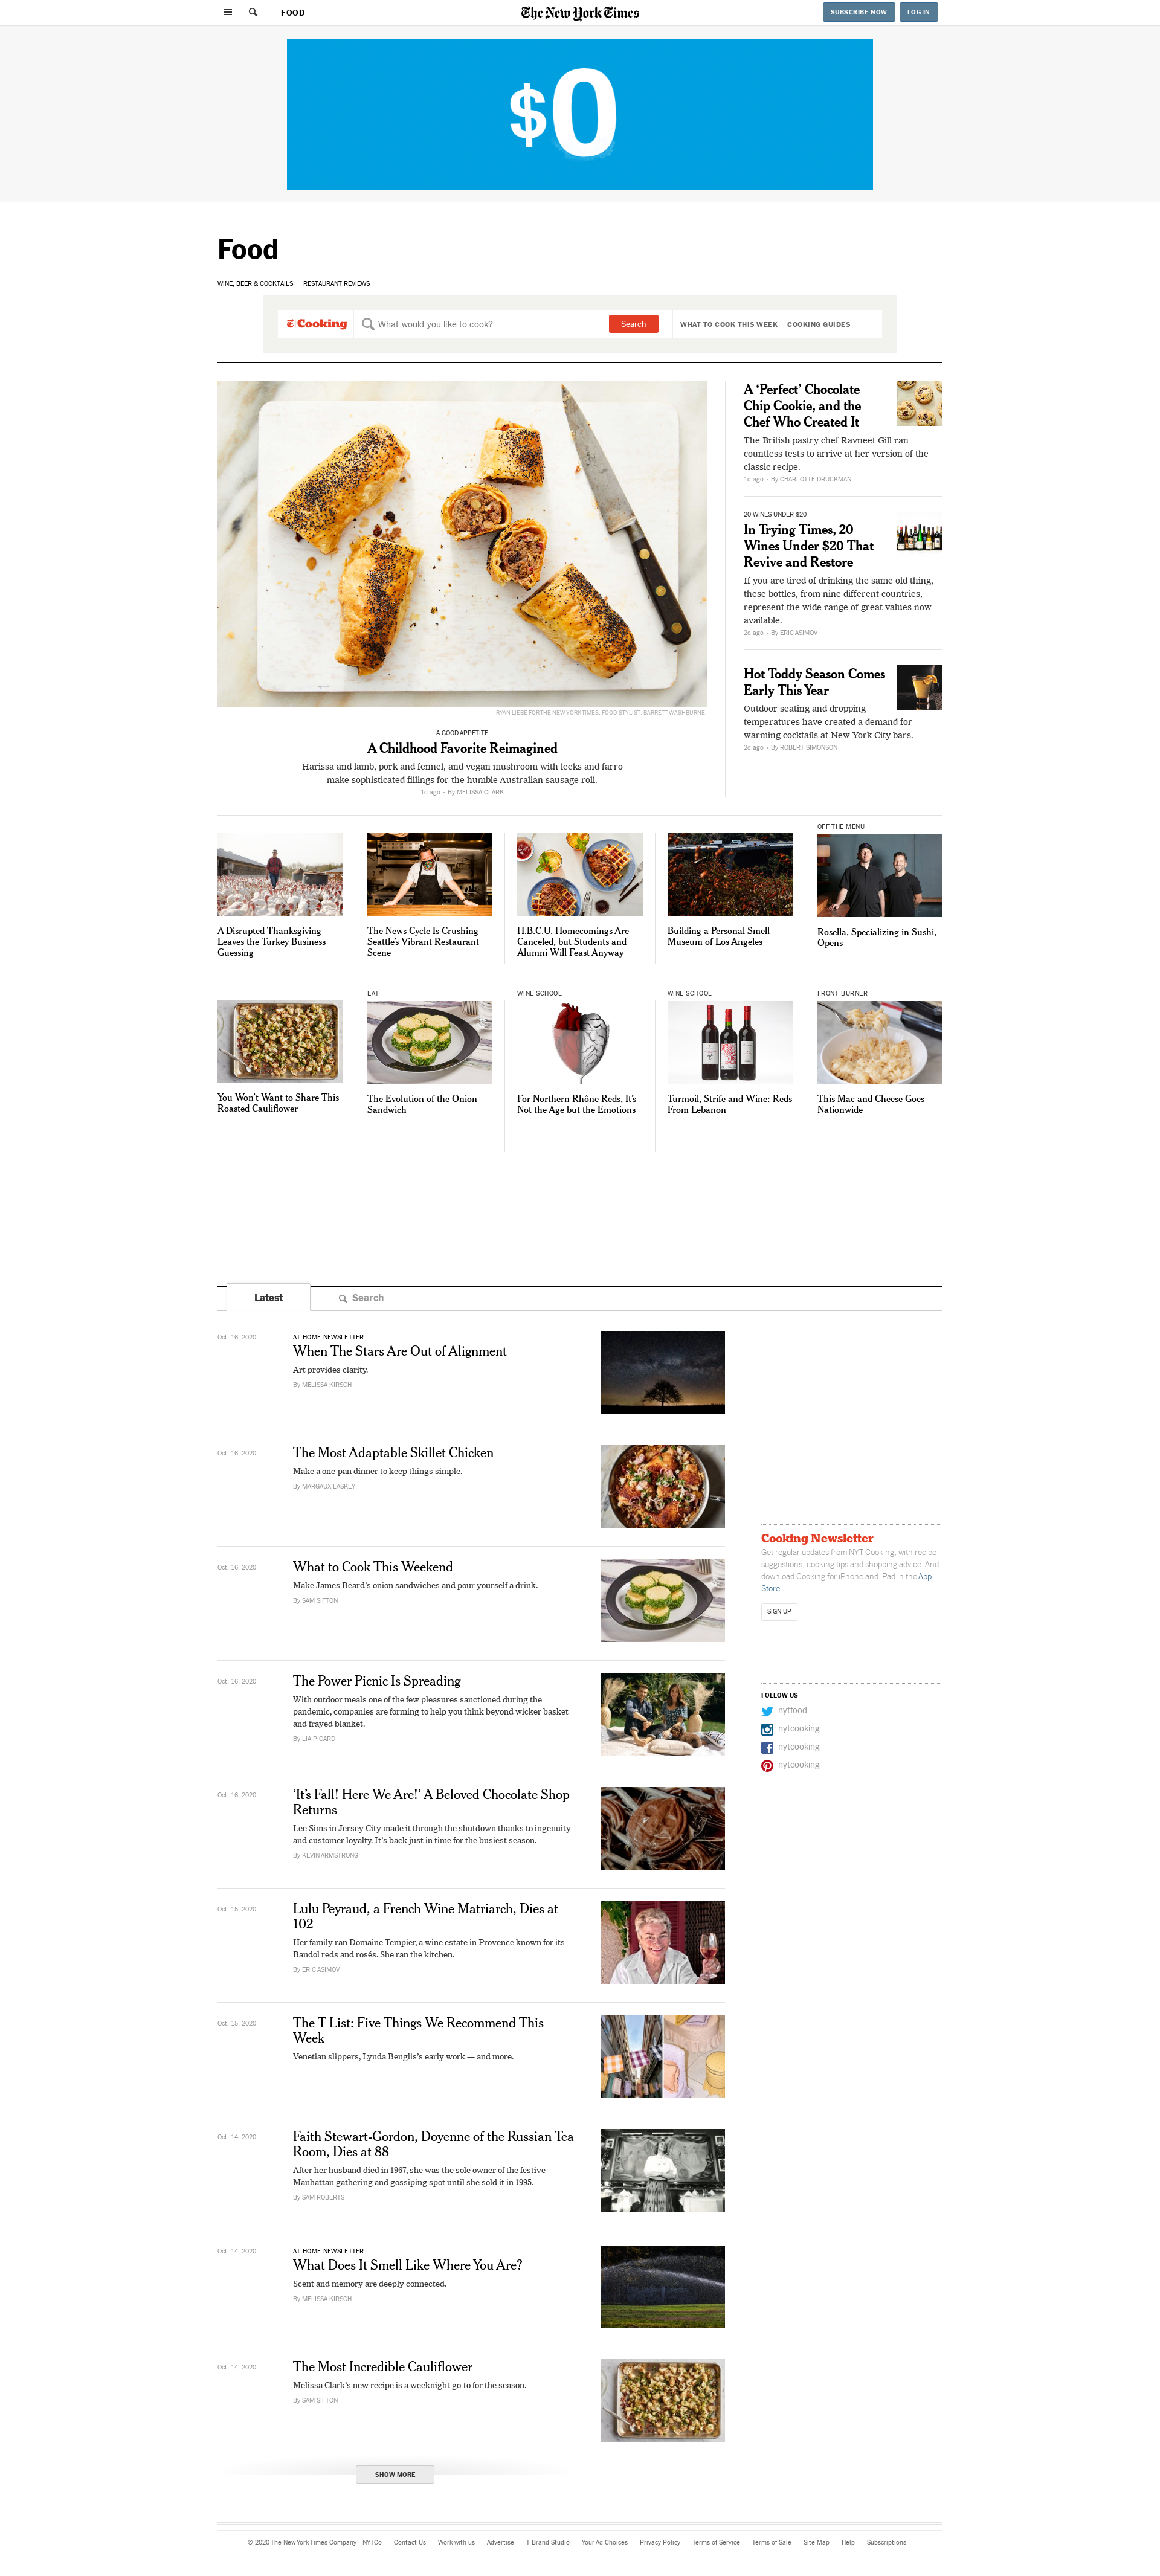 FOOD
The New York Times
SUBSCRIBE NOW
LOG IN
$0
Food
WINE, BEER & COCKTAILS | RESTAURANT REVIEWS
Cooking
What would you like to cook?
Search
WHAT TO COOK THIS WEEK
COOKING GUIDES
RYAN LIEBE FOR THE NEW YORK TIMES. FOOD STYLIST: BARRETT WASHBURNE.
A GOOD APPETITE
A Childhood Favorite Reimagined
Harissa and lamb, pork and fennel, and vegan mushroom with leeks and farro
make sophisticated fillings for the humble Australian sausage roll.
1d ago • By MELISSA CLARK
A ‘Perfect’ Chocolate
Chip Cookie, and the
Chef Who Created It
The British pastry chef Ravneet Gill ran
countless tests to arrive at her version of the
classic recipe.
1d ago • By CHARLOTTE DRUCKMAN
20 WINES UNDER $20
In Trying Times, 20
Wines Under $20 That
Revive and Restore
If you are tired of drinking the same old thing,
these bottles, from nine different countries,
represent the wide range of great values now
available.
2d ago • By ERIC ASIMOV
Hot Toddy Season Comes
Early This Year
Outdoor seating and dropping
temperatures have created a demand for
warming cocktails at New York City bars.
2d ago • By ROBERT SIMONSON
A Disrupted Thanksgiving
Leaves the Turkey Business
Guessing
The News Cycle Is Crushing
Seattle’s Vibrant Restaurant
Scene
H.B.C.U. Homecomings Are
Canceled, but Students and
Alumni Will Feast Anyway
Building a Personal Smell
Museum of Los Angeles
OFF THE MENU
Rosella, Specializing in Sushi,
Opens
You Won’t Want to Share This
Roasted Cauliflower
EAT
The Evolution of the Onion
Sandwich
WINE SCHOOL
For Northern Rhône Reds, It’s
Not the Age but the Emotions
WINE SCHOOL
Turmoil, Strife and Wine: Reds
From Lebanon
FRONT BURNER
This Mac and Cheese Goes
Nationwide
Latest
Search
Oct. 16, 2020
AT HOME NEWSLETTER
When The Stars Are Out of Alignment
Art provides clarity.
By MELISSA KIRSCH
Oct. 16, 2020
The Most Adaptable Skillet Chicken
Make a one-pan dinner to keep things simple.
By MARGAUX LASKEY
Oct. 16, 2020
What to Cook This Weekend
Make James Beard’s onion sandwiches and pour yourself a drink.
By SAM SIFTON
Oct. 16, 2020
The Power Picnic Is Spreading
With outdoor meals one of the few pleasures sanctioned during the
pandemic, companies are forming to help you think beyond wicker basket
and frayed blanket.
By LIA PICARD
Oct. 16, 2020
‘It’s Fall! Here We Are!’ A Beloved Chocolate Shop
Returns
Lee Sims in Jersey City made it through the shutdown thanks to ingenuity
and customer loyalty. It’s back just in time for the busiest season.
By KEVIN ARMSTRONG
Oct. 15, 2020
Lulu Peyraud, a French Wine Matriarch, Dies at
102
Her family ran Domaine Tempier, a wine estate in Provence known for its
Bandol reds and rosés. She ran the kitchen.
By ERIC ASIMOV
Oct. 15, 2020
The T List: Five Things We Recommend This
Week
Venetian slippers, Lynda Benglis’s early work — and more.
Oct. 14, 2020
Faith Stewart-Gordon, Doyenne of the Russian Tea
Room, Dies at 88
After her husband died in 1967, she was the sole owner of the festive
Manhattan gathering and gossiping spot until she sold it in 1995.
By SAM ROBERTS
Oct. 14, 2020
AT HOME NEWSLETTER
What Does It Smell Like Where You Are?
Scent and memory are deeply connected.
By MELISSA KIRSCH
Oct. 14, 2020
The Most Incredible Cauliflower
Melissa Clark’s new recipe is a weeknight go-to for the season.
By SAM SIFTON
SHOW MORE
Cooking Newsletter
Get regular updates from NYT Cooking, with recipe
suggestions, cooking tips and shopping advice. And
download Cooking for iPhone and iPad in the App
Store.
SIGN UP
FOLLOW US
nytfood
nytcooking
nytcooking
nytcooking
© 2020 The New York Times Company NYTCo Contact Us Work with us Advertise T Brand Studio Your Ad Choices Privacy Policy Terms of Service Terms of Sale Site Map Help Subscriptions